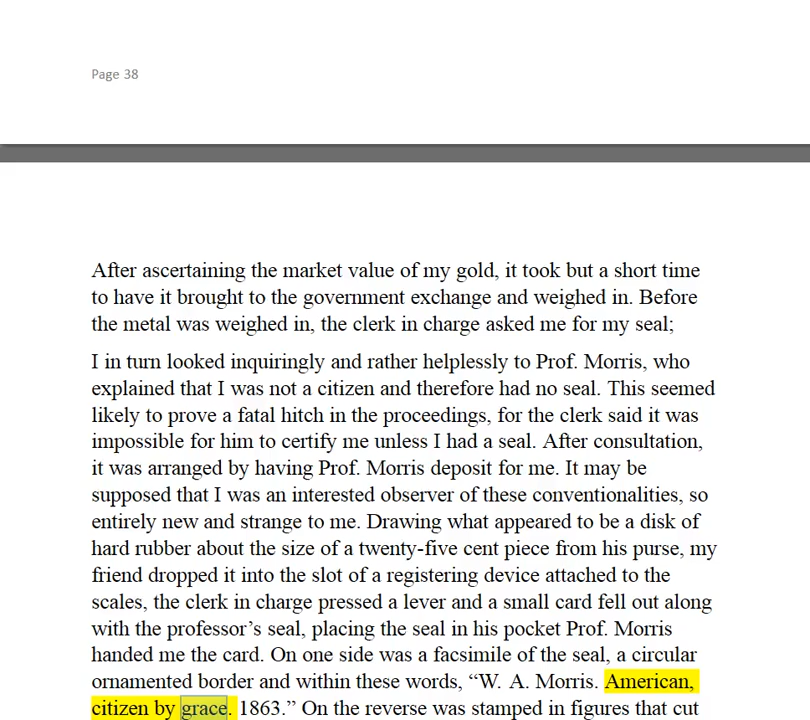 Page 38
After ascertaining the market value of my gold, it took but a short time
to have it brought to the government exchange and weighed in. Before
the metal was weighed in, the clerk in charge asked me for my seal;
I in turn looked inquiringly and rather helplessly to Prof. Morris, who
explained that I was not a citizen and therefore had no seal. This seemed
likely to prove a fatal hitch in the proceedings, for the clerk said it was
impossible for him to certify me unless I had a seal. After consultation,
it was arranged by having Prof. Morris deposit for me. It may be
supposed that I was an interested observer of these conventionalities, so
entirely new and strange to me. Drawing what appeared to be a disk of
hard rubber about the size of a twenty-five cent piece from his purse, my
friend dropped it into the slot of a registering device attached to the
scales, the clerk in charge pressed a lever and a small card fell out along
with the professor’s seal, placing the seal in his pocket Prof. Morris
handed me the card. On one side was a facsimile of the seal, a circular
ornamented border and within these words, “W. A. Morris. American,
citizen by grace. 1863.” On the reverse was stamped in figures that cut